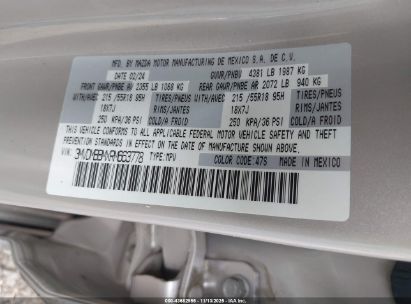 MFD. BY MAZDA MOTOR MANUFACTURING DE MEXICO S.A. DE C.V.
DATE 02/24 GVWR/PNBV 4381 LB 1987 KG
FRONT GAWR/PNBE AV 2355 LB 1068 KG REAR GAWR/PNBE AR 2072 LB 940 KG
WITH/AVEC 215 /55R18 95H TIRES/PNEUS WITH/AVEC 215 /55R18 95H TIRES/PNEUS
18X7J RIMS/JANTES 18X7J RIMS/JANTES
250 KPA/36 PSI COLD/A FROID 250 KPA/36 PSI COLD/A FROID
THIS VEHICLE CONFORMS TO ALL APPLICABLE FEDERAL MOTOR VEHICLE SAFETY AND THEFT
PREVENTION STANDARDS IN EFFECT ON THE DATE OF MANUFACTURE SHOWN ABOVE.
VIN: TYPE: MPV COLOR CODE: 47S MADE IN MEXICO